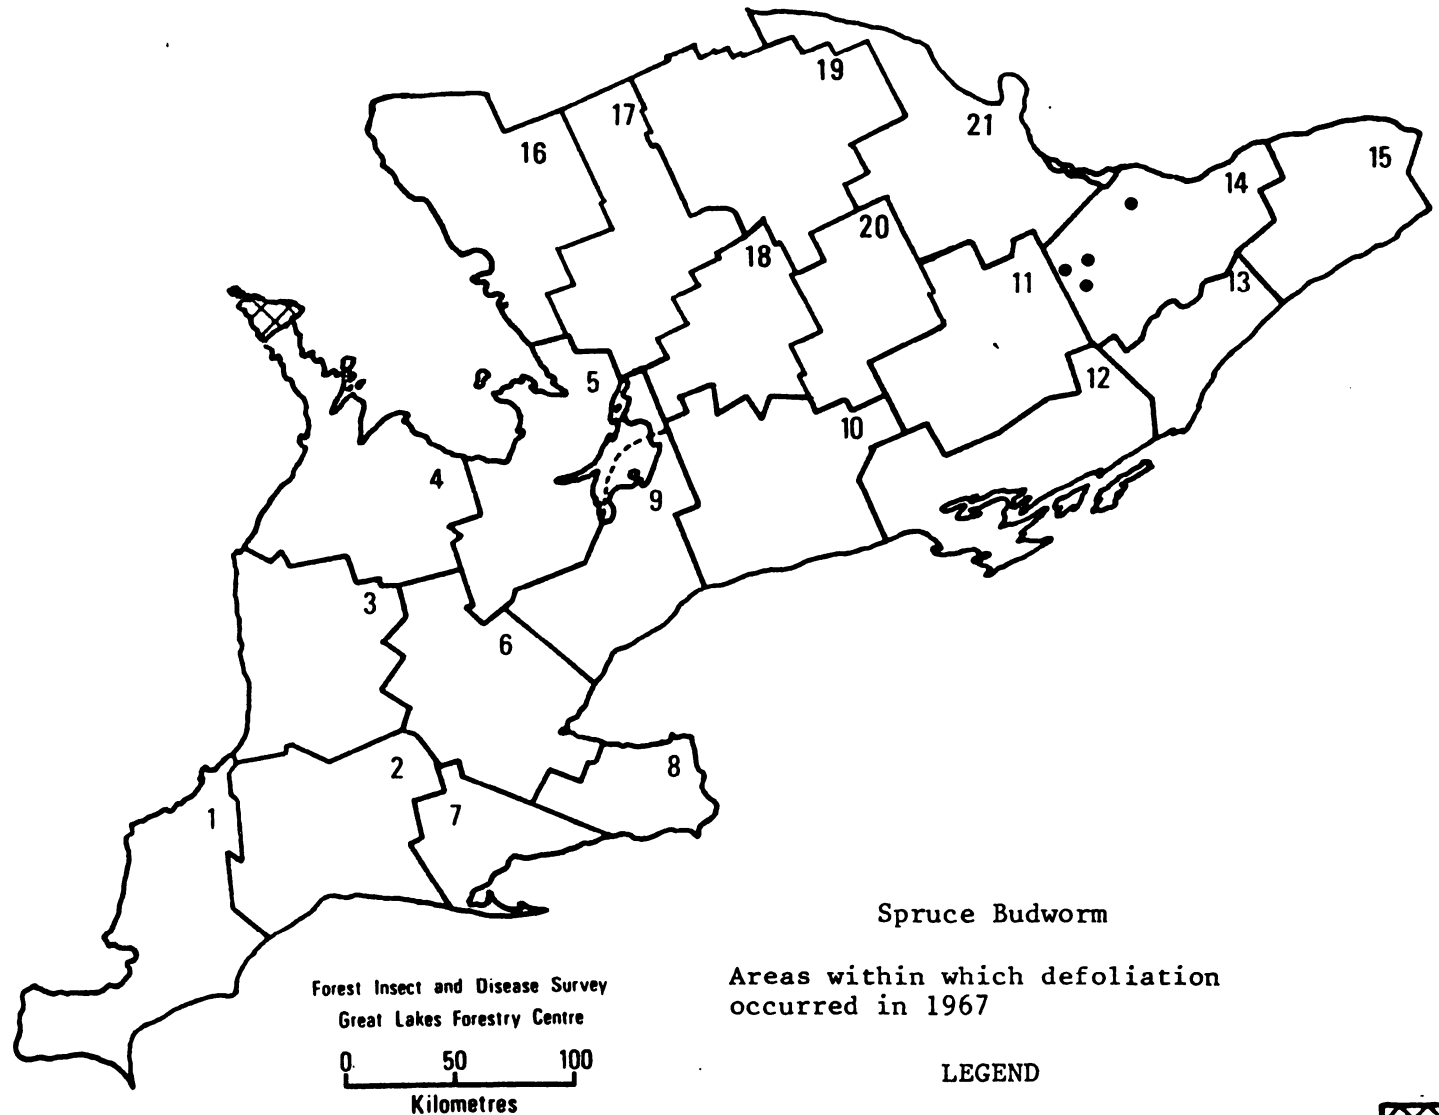 19
17
21
16
15
14
20
18
11
13
5
12
10
4
9
3
6
2
8
1
7
Spruce Budworm
Areas within which defoliation
occurred in 1967
LEGEND
Forest Insect and Disease Survey
Great Lakes Forestry Centre
0 50 100
Kilometres